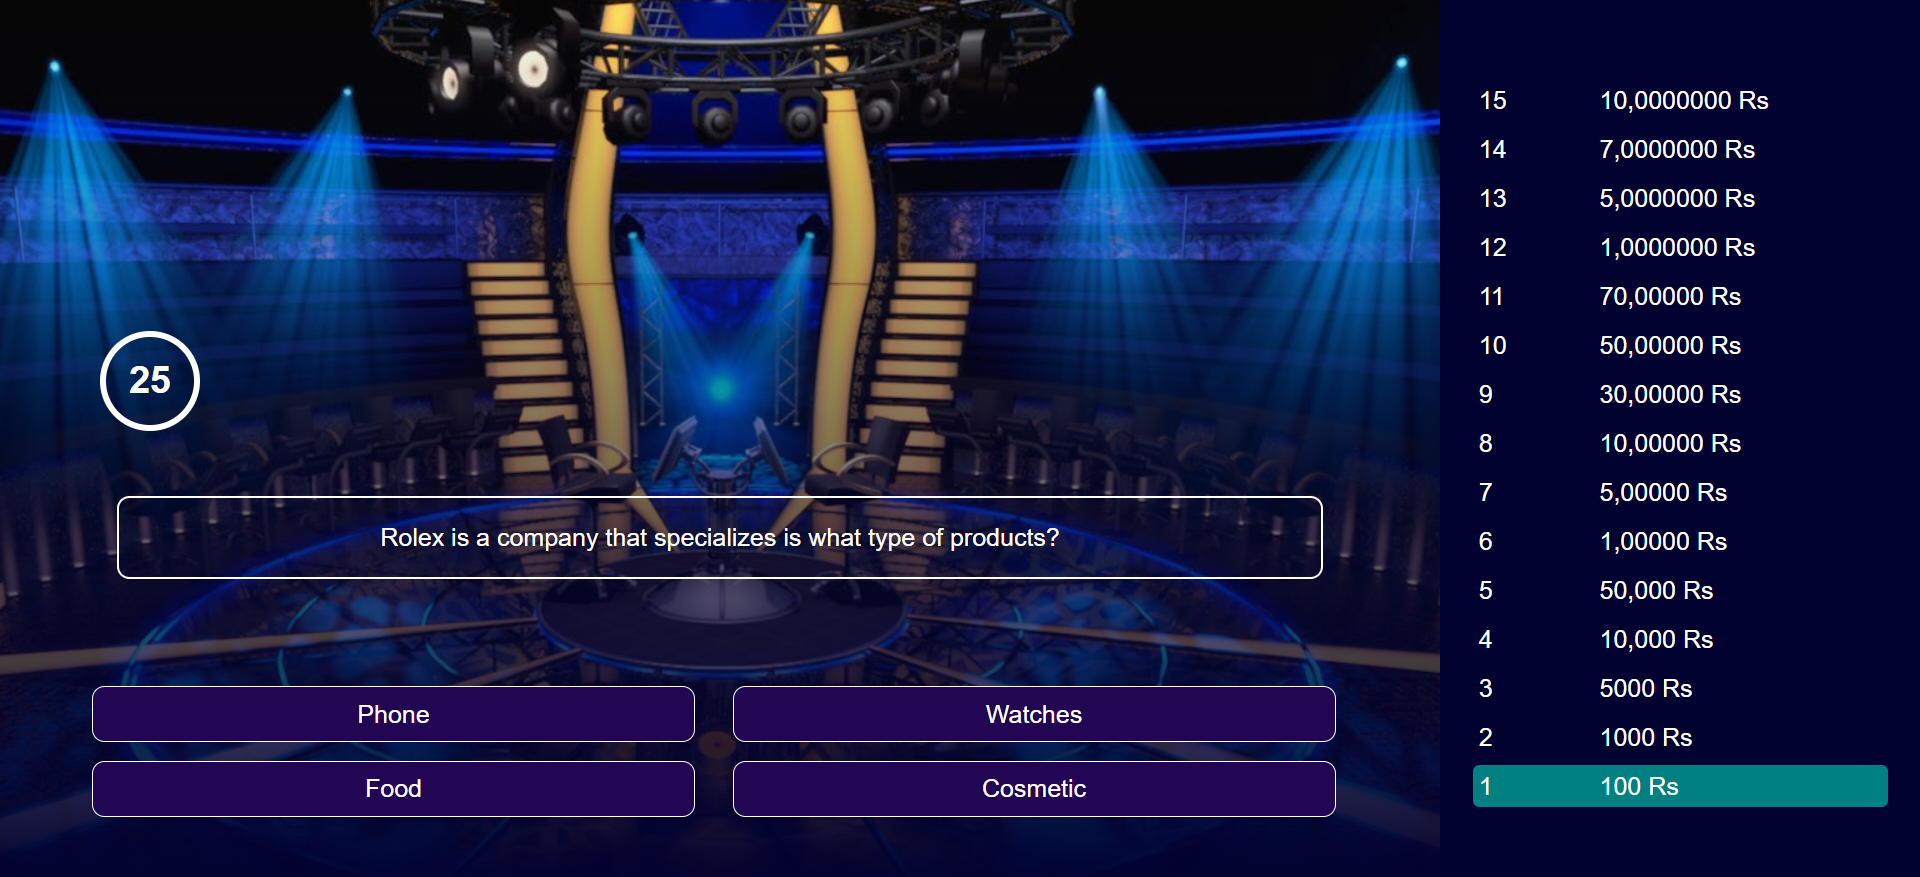 25
Rolex is a company that specializes is what type of products?
Phone
Watches
Food
Cosmetic
15 10,0000000 Rs
14 7,0000000 Rs
13 5,0000000 Rs
12 1,0000000 Rs
11 70,00000 Rs
10 50,00000 Rs
9 30,00000 Rs
8 10,00000 Rs
7 5,00000 Rs
6 1,00000 Rs
5 50,000 Rs
4 10,000 Rs
3 5000 Rs
2 1000 Rs
1 100 Rs